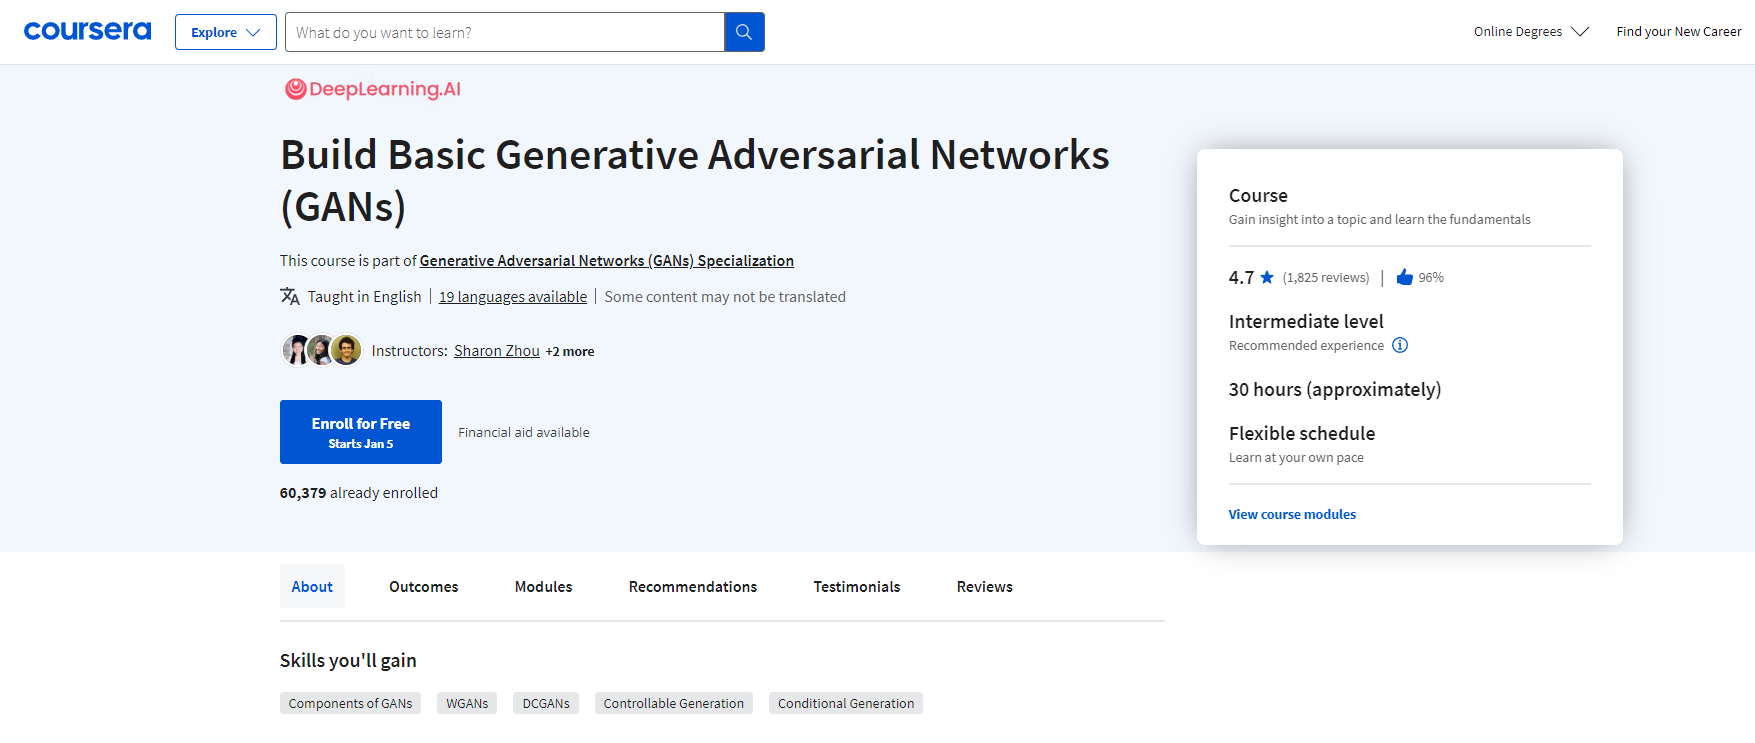 coursera
Explore
What do you want to learn?
Online Degrees
Find your New Career
DeepLearning.AI
Build Basic Generative Adversarial Networks
(GANs)
This course is part of Generative Adversarial Networks (GANs) Specialization
Taught in English | 19 languages available | Some content may not be translated
Instructors: Sharon Zhou +2 more
Enroll for Free
Starts Jan 5
Financial aid available
60,379 already enrolled
Course
Gain insight into a topic and learn the fundamentals
4.7 ★ (1,825 reviews) | 96%
Intermediate level
Recommended experience
30 hours (approximately)
Flexible schedule
Learn at your own pace
View course modules
About
Outcomes
Modules
Recommendations
Testimonials
Reviews
Skills you'll gain
Components of GANs
WGANs
DCGANs
Controllable Generation
Conditional Generation